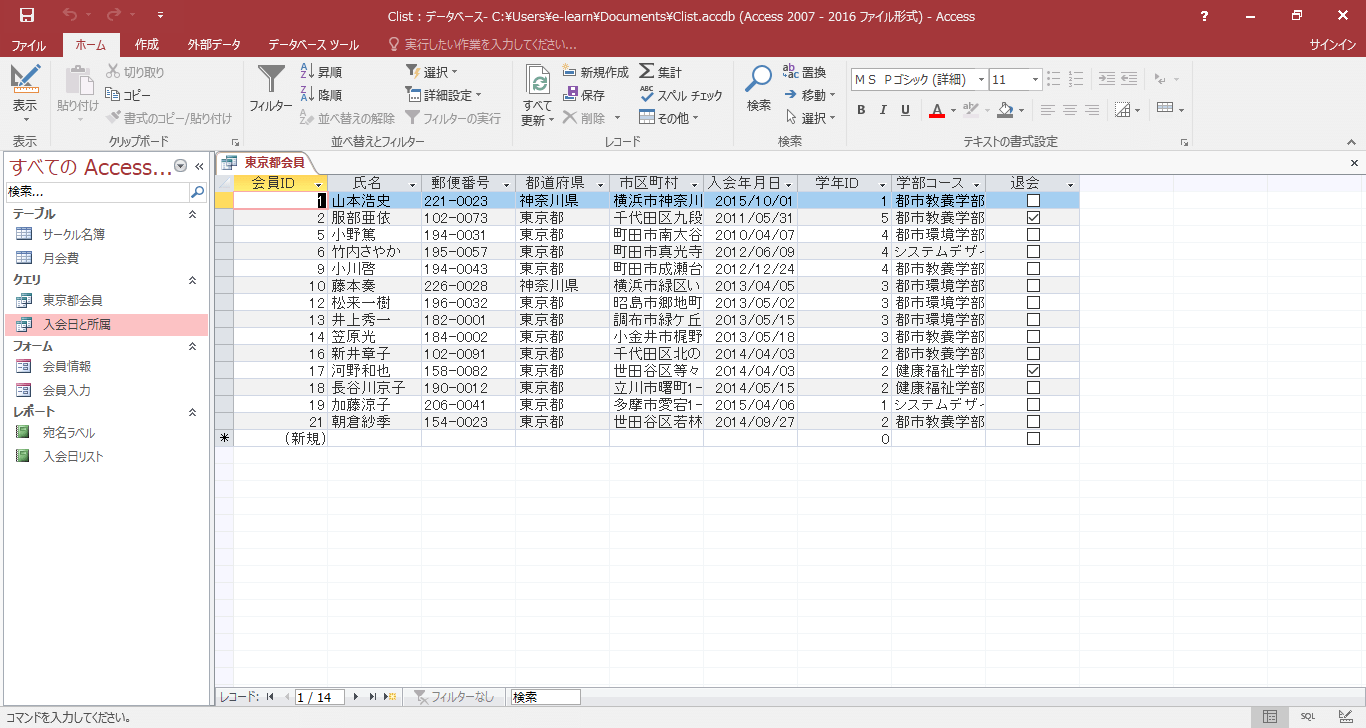 Clist : データベース- C:¥Users¥e-learn¥Documents¥Clist.accdb (Access 2007 - 2016 ファイル形式) - Access
ファイル ホーム 作成 外部データ データベース ツール 実行したい作業を入力してください... サインイン
表示
表示
貼り付け
切り取り
コピー
書式のコピー/貼り付け
クリップボード
フィルター
昇順
降順
並べ替えの解除
選択
詳細設定
フィルターの実行
並べ替えとフィルター
すべて更新
新規作成
保存
削除
集計
スペル チェック
その他
レコード
検索
置換
移動
選択
検索
ＭＳ Ｐゴシック (詳細) 11
B I U A
テキストの書式設定
すべての Access...
検索...
テーブル
サークル名簿
月会費
クエリ
東京都会員
入会日と所属
フォーム
会員情報
会員入力
レポート
宛名ラベル
入会日リスト
東京都会員
会員ID 氏名 郵便番号 都道府県 市区町村 入会年月日 学年ID 学部コース 退会
1 山本浩史 221-0023 神奈川県 横浜市神奈川 2015/10/01 1 都市教養学部
2 服部亜依 102-0073 東京都 千代田区九段 2011/05/31 5 都市教養学部
5 小野篤 194-0031 東京都 町田市南大谷 2010/04/07 4 都市環境学部
6 竹内さやか 195-0057 東京都 町田市真光寺 2012/06/09 4 システムデザイ
9 小川啓 194-0043 東京都 町田市成瀬台 2012/12/24 4 都市教養学部
10 藤本奏 226-0028 神奈川県 横浜市緑区い 2013/04/05 3 都市環境学部
12 松来一樹 196-0032 東京都 昭島市郷地町 2013/05/02 3 都市環境学部
13 井上秀一 182-0001 東京都 調布市緑ケ丘 2013/05/15 3 都市環境学部
14 笠原光 184-0002 東京都 小金井市梶野 2013/05/18 3 都市教養学部
16 新井章子 102-0091 東京都 千代田区北の 2014/04/03 2 都市教養学部
17 河野和也 158-0082 東京都 世田谷区等々 2014/04/03 2 健康福祉学部
18 長谷川京子 190-0012 東京都 立川市曙町1- 2014/05/15 2 健康福祉学部
19 加藤涼子 206-0041 東京都 多摩市愛宕1- 2015/04/06 1 システムデザイ
21 朝倉紗季 154-0023 東京都 世田谷区若林 2014/09/27 2 都市教養学部
(新規) 0
レコード: 1 / 14 フィルターなし 検索
コマンドを入力してください。 SQL